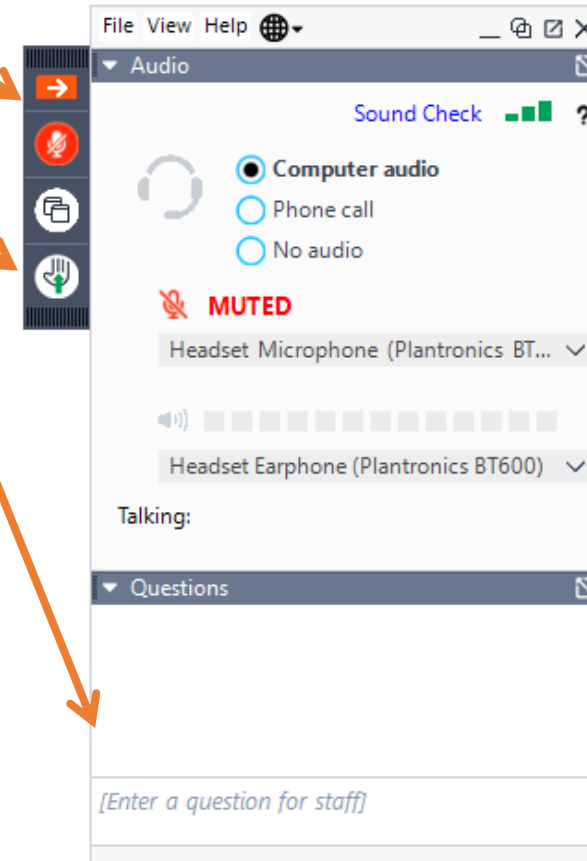 File View Help
Audio
Sound Check ?
Computer audio
Phone call
No audio
MUTED
Headset Microphone (Plantronics BT...
Headset Earphone (Plantronics BT600)
Talking:
Questions
[Enter a question for staff]